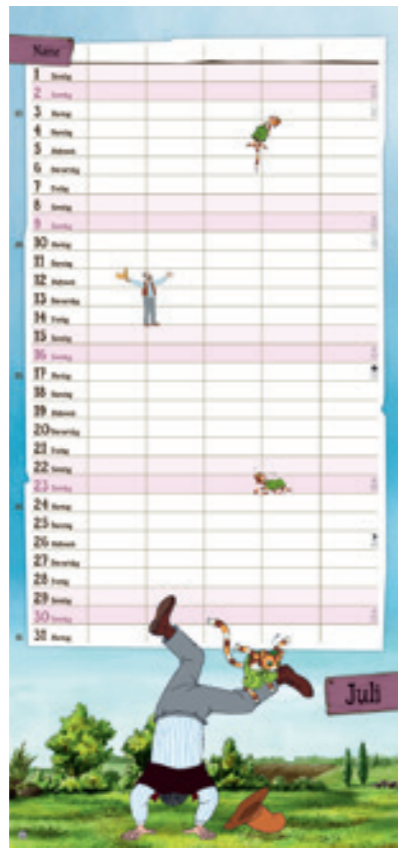 Name
1 Samstag
2 Sonntag
3 Montag
4 Dienstag
5 Mittwoch
6 Donnerstag
7 Freitag
8 Samstag
9 Sonntag
10 Montag
11 Dienstag
12 Mittwoch
13 Donnerstag
14 Freitag
15 Samstag
16 Sonntag
17 Montag
18 Dienstag
19 Mittwoch
20 Donnerstag
21 Freitag
22 Samstag
23 Sonntag
24 Montag
25 Dienstag
26 Mittwoch
27 Donnerstag
28 Freitag
29 Samstag
30 Sonntag
31 Montag
Juli